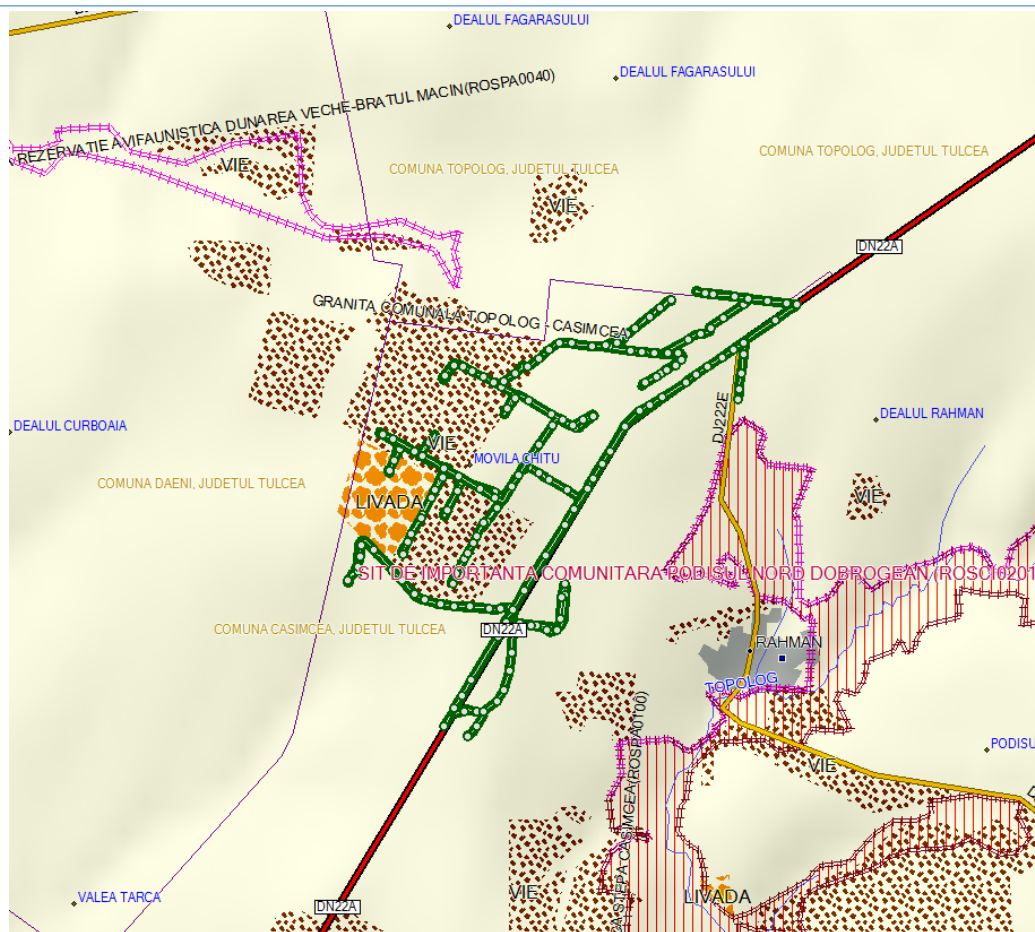 DEALUL FAGARASULUI
DEALUL FAGARASULUI
REZERVATIE AVIFAUNISTICA DUNAREA VECHE-BRATUL MACIN(ROSPA0040)
VIE
COMUNA TOPOLOG, JUDETUL TULCEA
COMUNA TOPOLOG, JUDETUL TULCEA
VIE
DN22A
GRANITA COMUNALA TOPOLOG - CASIMCEA
DJ222E
DEALUL CURBOAIA
DEALUL RAHMAN
VIE
MOVILA CHITU
COMUNA DAENI, JUDETUL TULCEA
LIVADA
VIE
SIT DE IMPORTANTA COMUNITARA PODISUL NORD DOBROGEAN (ROSCI0201
COMUNA CASIMCEA, JUDETUL TULCEA
DN22A
RAHMAN
TOPOLOG
PODISU
VIE
STEPA CASIMCEA(ROSPA0100)
VALEA TARCA
VIE
LIVADA
DN22A